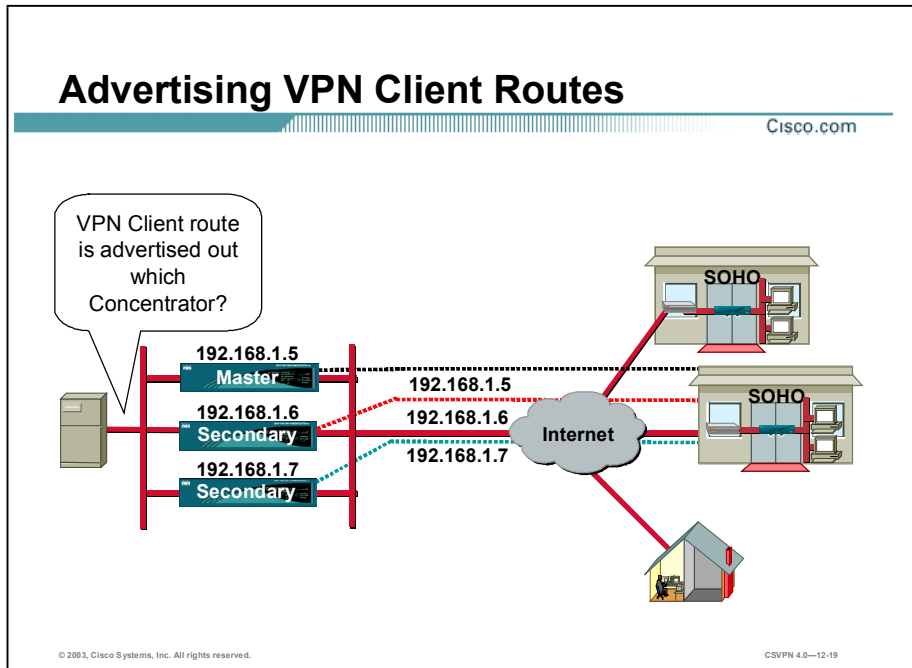 Advertising VPN Client Routes
Cisco.com
VPN Client route
is advertised out
which
Concentrator?
SOHO
192.168.1.5
Master
192.168.1.5
SOHO
192.168.1.6
192.168.1.6
Secondary
Internet
192.168.1.7
192.168.1.7
Secondary
© 2003, Cisco Systems, Inc. All rights reserved.
CSVPN 4.0—12-19